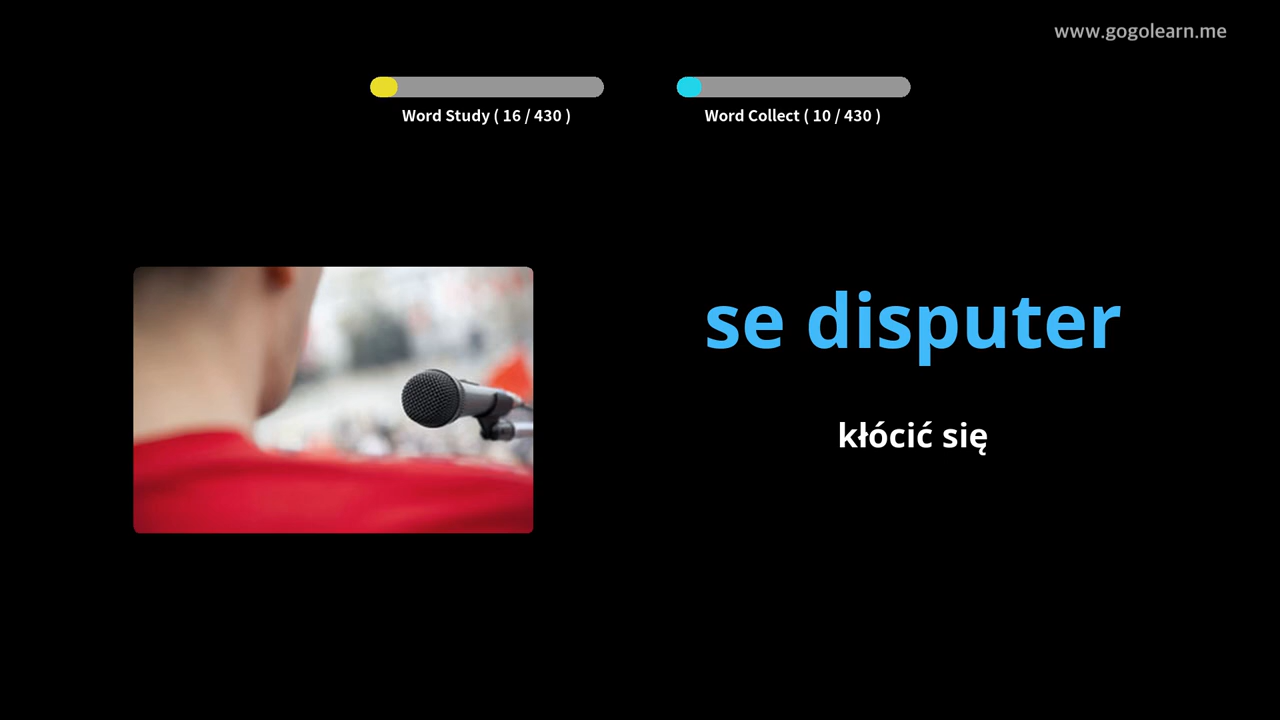 www.gogolearn.me
Word Study ( 16 / 430 )
Word Collect ( 10 / 430 )
se disputer
kłócić się